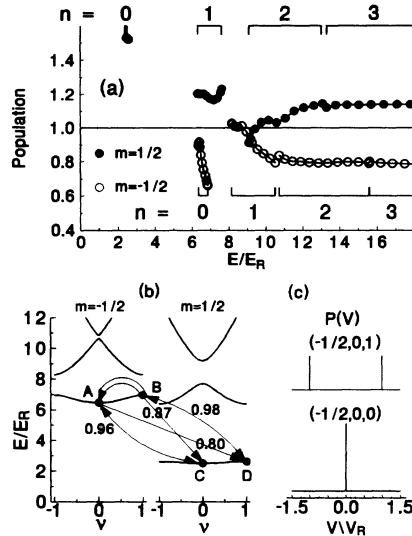 n = 0 1 2 3
1.4
1.2
1.0
0.8
0.6
0.4
Population
(a)
● m=1/2
○ m=-1/2
n = 0 1 2 3
0 2 4 6 8 10 12 14 16
E/E_R
(b)
m=-1/2 m=1/2
12
10
8
6
4
2
0
E/E_R
A B
0.87 0.98
0.96 0.80
C D
-1 0 1 -1 0 1
ν ν
(c)
P(V)
(-1/2,0,1)
(-1/2,0,0)
-1.5 0.0 1.5
V\V_R